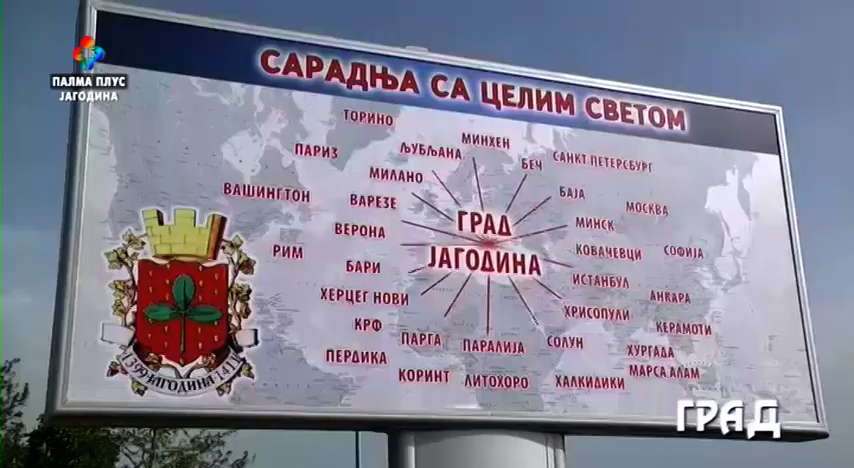 ПАЛМА ПЛУС
ЈАГОДИНА
САРАДЊА СА ЦЕЛИМ СВЕТОМ
ТОРИНО
МИНХЕН
ПАРИЗ
ЉУБЉАНА
БЕЧ
САНКТ ПЕТЕРСБУРГ
МИЛАНО
ВАШИНГТОН
ВАРЕЗЕ
БАЈА
МОСКВА
ГРАД
ЈАГОДИНА
ВЕРОНА
МИНСК
РИМ
КОВАЧЕВЦИ
СОФИЈА
БАРИ
ИСТАНБУЛ
ХЕРЦЕГ НОВИ
АНКАРА
ХРИСОПУЛИ
КРФ
КЕРАМОТИ
ПАРГА
ПАРАЛИЈА
СОЛУН
ПЕРДИКА
ХУРГАДА
МАРСА АЛАМ
КОРИНТ
ЛИТОХОРО
ХАЛКИДИКИ
1399 ЈАГОДИНА 1411
ГРАД